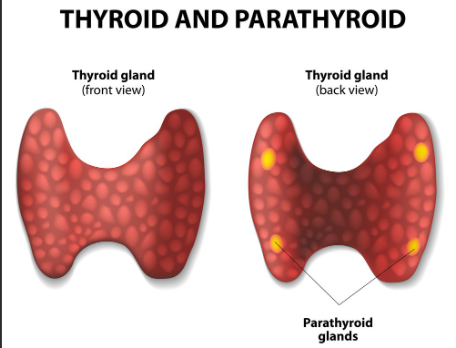 THYROID AND PARATHYROID
Thyroid gland
(front view)
Thyroid gland
(back view)
Parathyroid
glands